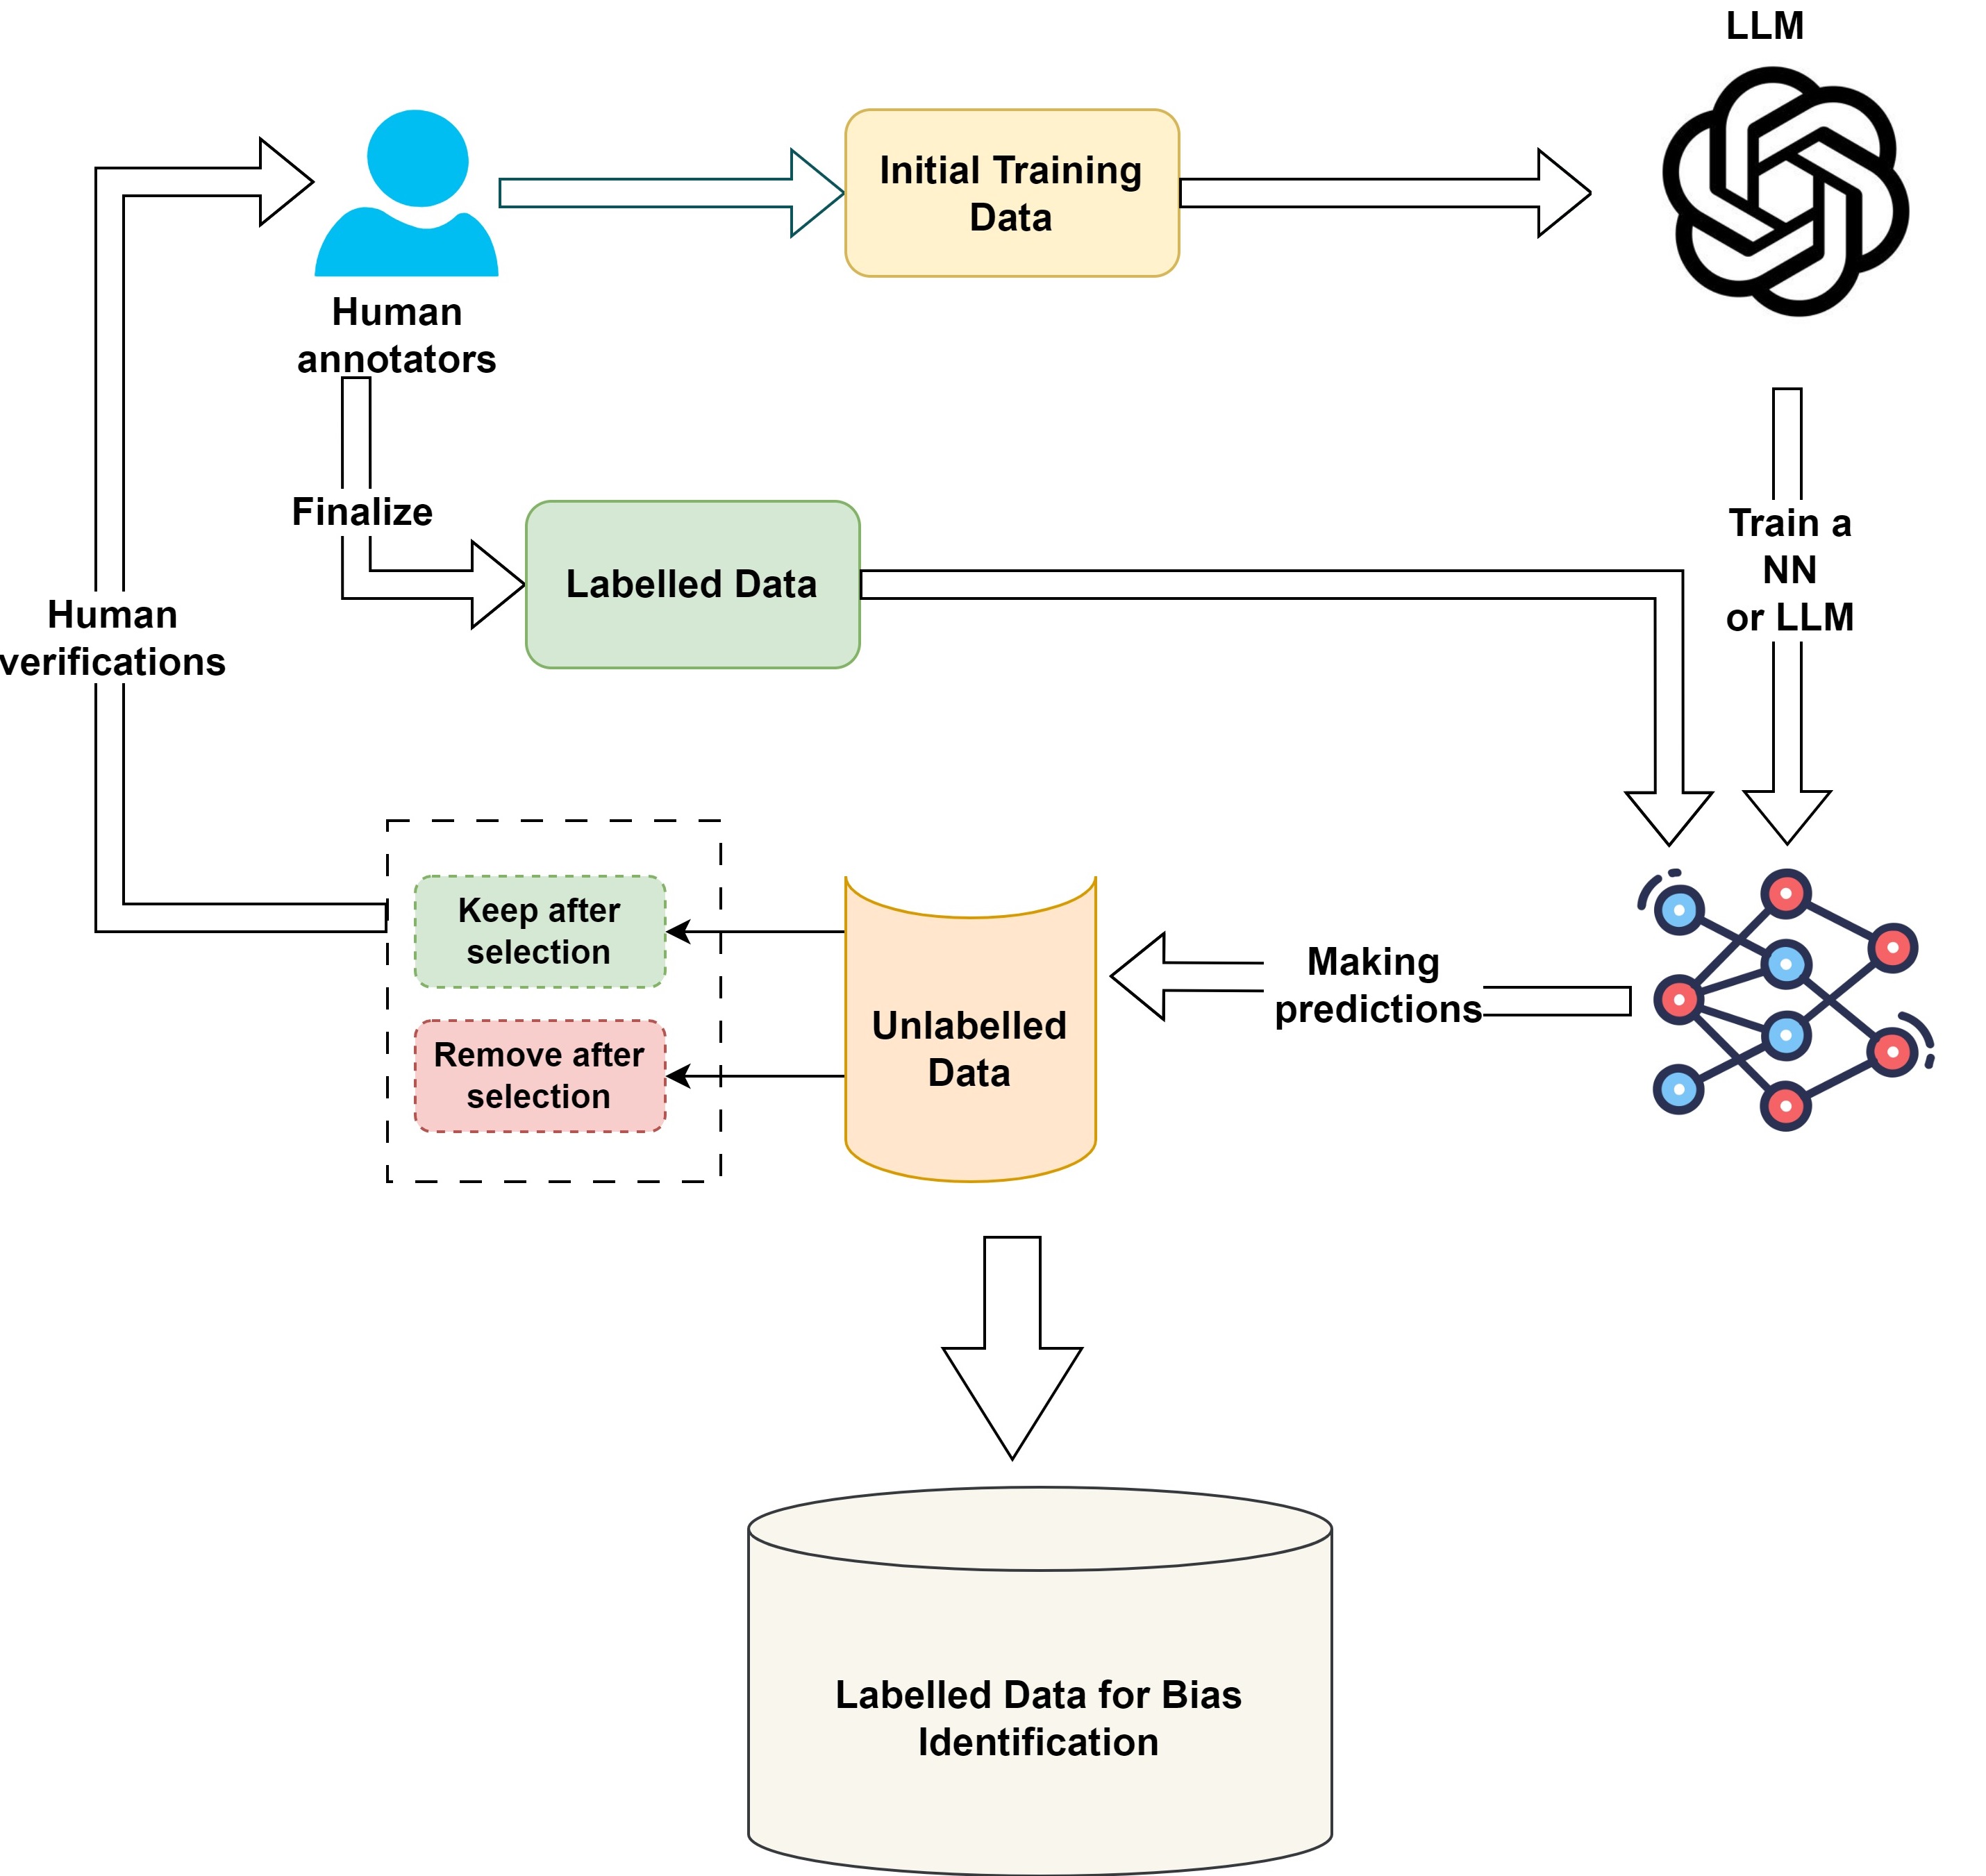 LLM
Initial Training
Data
Human
annotators
Finalize
Labelled Data
Train a
NN
or LLM
Human
verifications
Keep after
selection
Remove after
selection
Unlabelled
Data
Making
predictions
Labelled Data for Bias
Identification